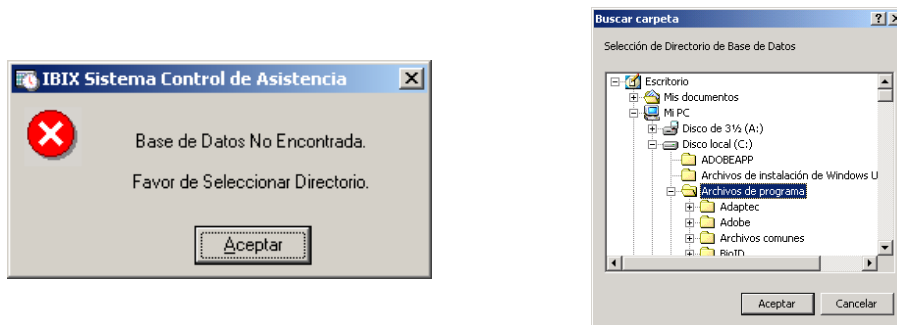 IBIX Sistema Control de Asistencia
Base de Datos No Encontrada.
Favor de Seleccionar Directorio.
Aceptar
Buscar carpeta
Selección de Directorio de Base de Datos
Escritorio
Mis documentos
Mi PC
Disco de 3½ (A:)
Disco local (C:)
ADOBEAPP
Archivos de instalación de Windows U
Archivos de programa
Adaptec
Adobe
Archivos comunes
BioID
Aceptar Cancelar